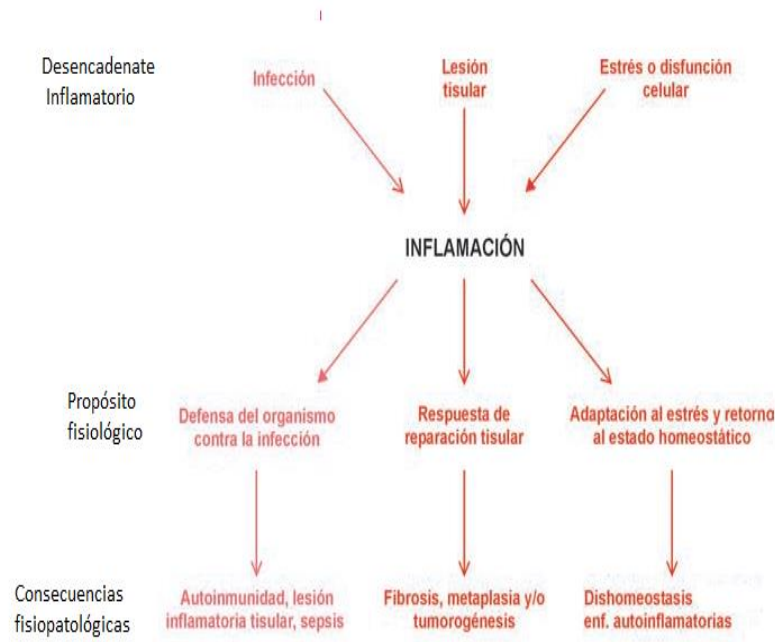 Desencadenate
Inflamatorio
Infección
Lesión
tisular
Estrés o disfunción
celular
INFLAMACIÓN
Propósito
fisiológico
Defensa del organismo
contra la infección
Respuesta de
reparación tisular
Adaptación al estrés y retorno
al estado homeostático
Consecuencias
fisiopatológicas
Autoinmunidad, lesión
inflamatoria tisular, sepsis
Fibrosis, metaplasia y/o
tumorogénesis
Dishomeostasis
enf. autoinflamatorias